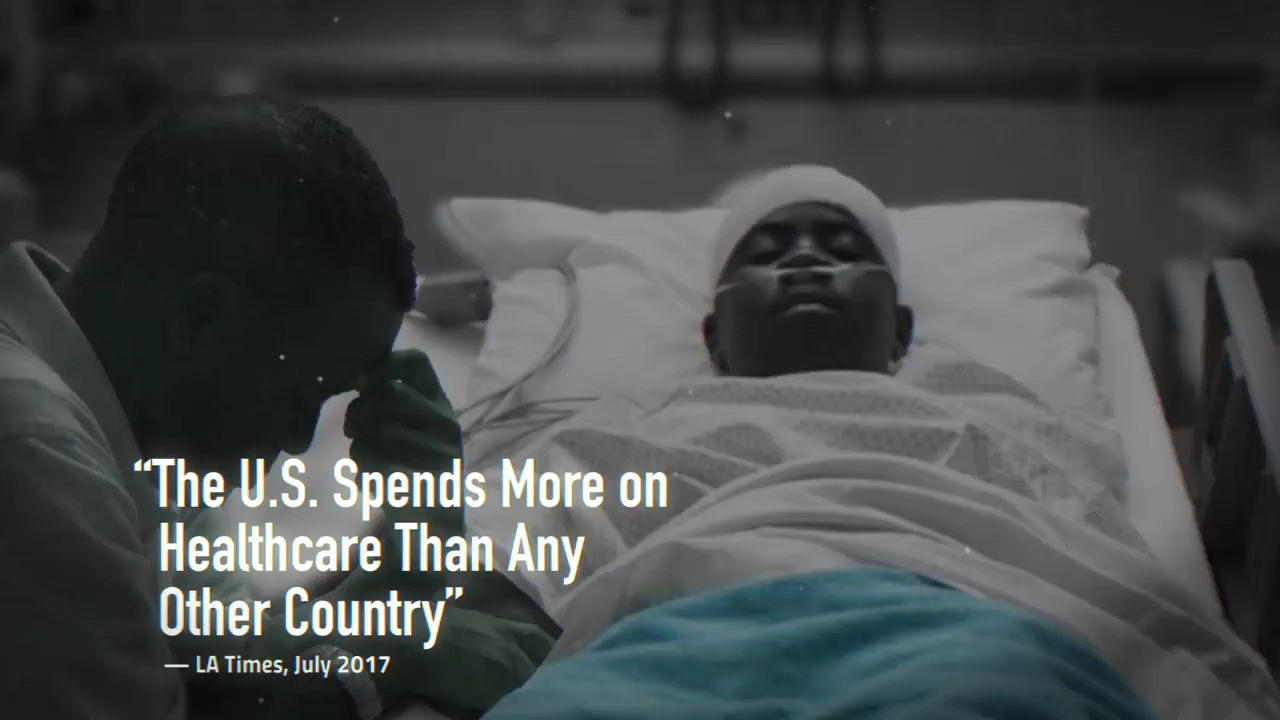 “The U.S. Spends More on
Healthcare Than Any
Other Country”
— LA Times, July 2017